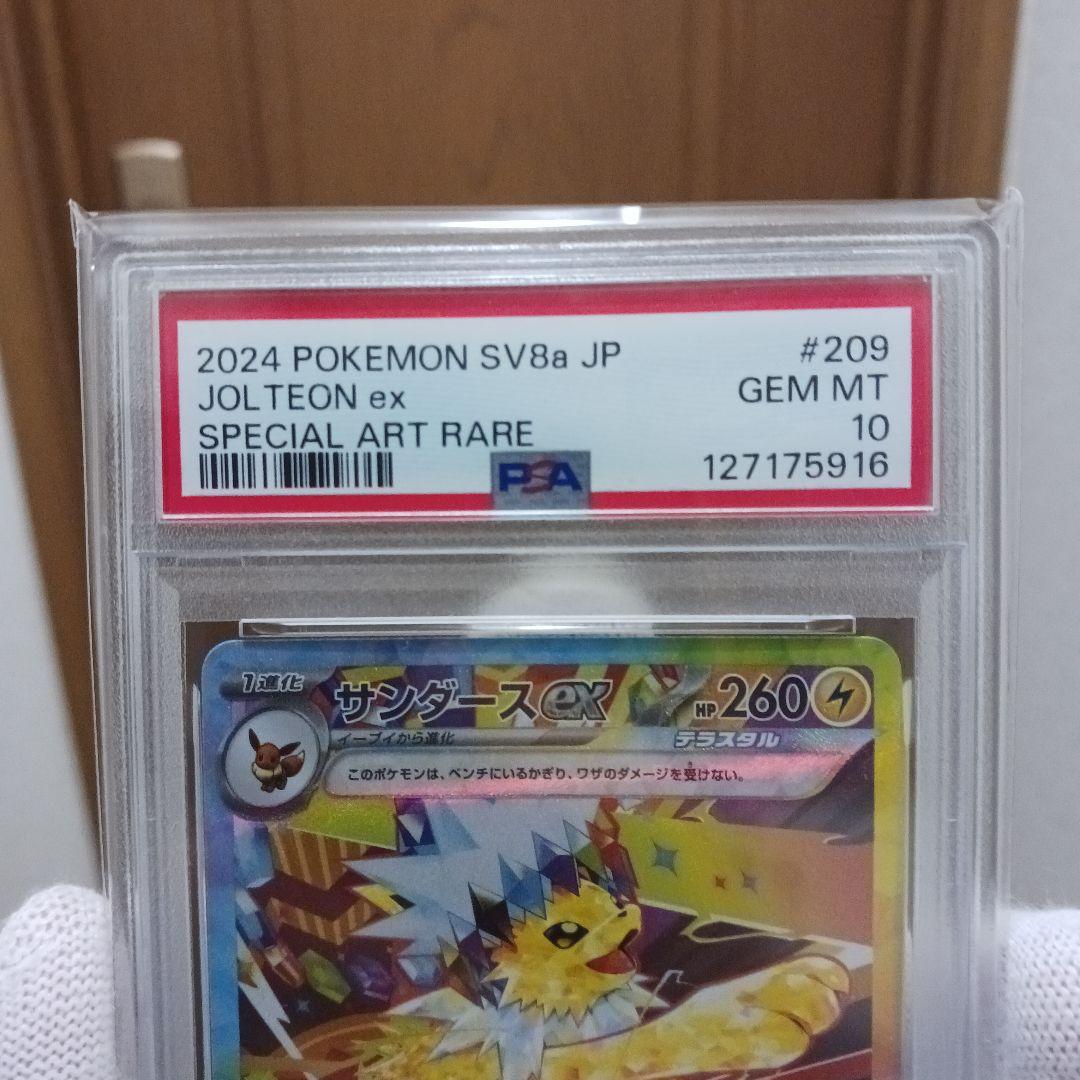 2024 POKEMON SV8a JP #209
JOLTEON ex GEM MT
SPECIAL ART RARE 10
PSA 127175916
1進化 サンダースex HP260
イーブイから進化 テラスタル
このポケモンは、ベンチにいるかぎり、ワザのダメージを受けない。